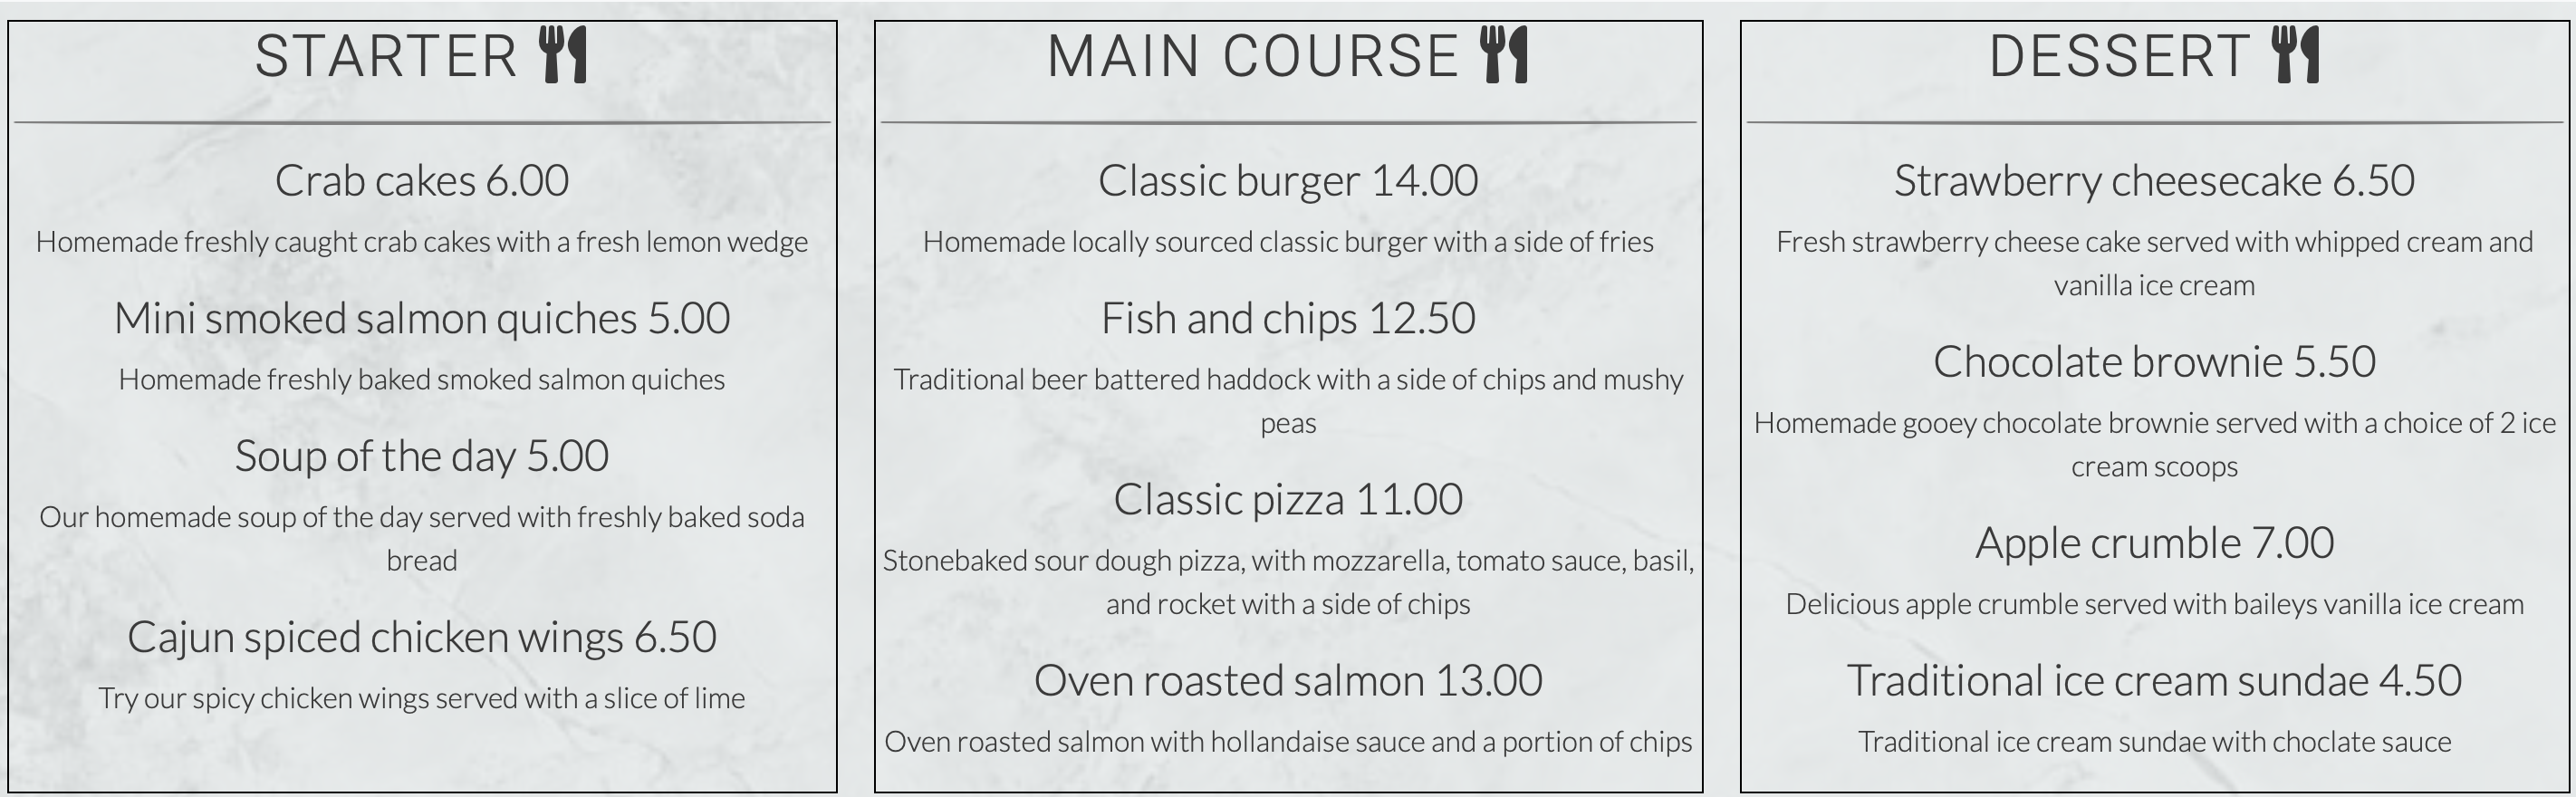 STARTER
Crab cakes 6.00
Homemade freshly caught crab cakes with a fresh lemon wedge
Mini smoked salmon quiches 5.00
Homemade freshly baked smoked salmon quiches
Soup of the day 5.00
Our homemade soup of the day served with freshly baked soda
bread
Cajun spiced chicken wings 6.50
Try our spicy chicken wings served with a slice of lime
MAIN COURSE
Classic burger 14.00
Homemade locally sourced classic burger with a side of fries
Fish and chips 12.50
Traditional beer battered haddock with a side of chips and mushy
peas
Classic pizza 11.00
Stonebaked sour dough pizza, with mozzarella, tomato sauce, basil,
and rocket with a side of chips
Oven roasted salmon 13.00
Oven roasted salmon with hollandaise sauce and a portion of chips
DESSERT
Strawberry cheesecake 6.50
Fresh strawberry cheese cake served with whipped cream and
vanilla ice cream
Chocolate brownie 5.50
Homemade gooey chocolate brownie served with a choice of 2 ice
cream scoops
Apple crumble 7.00
Delicious apple crumble served with baileys vanilla ice cream
Traditional ice cream sundae 4.50
Traditional ice cream sundae with choclate sauce